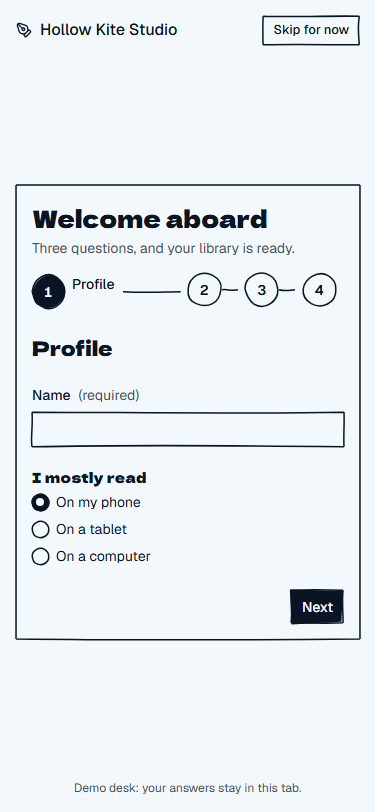 Hollow Kite Studio
Skip for now
Welcome aboard
Three questions, and your library is ready.
1 Profile 2 3 4
Profile
Name (required)
I mostly read
On my phone
On a tablet
On a computer
Next
Demo desk: your answers stay in this tab.